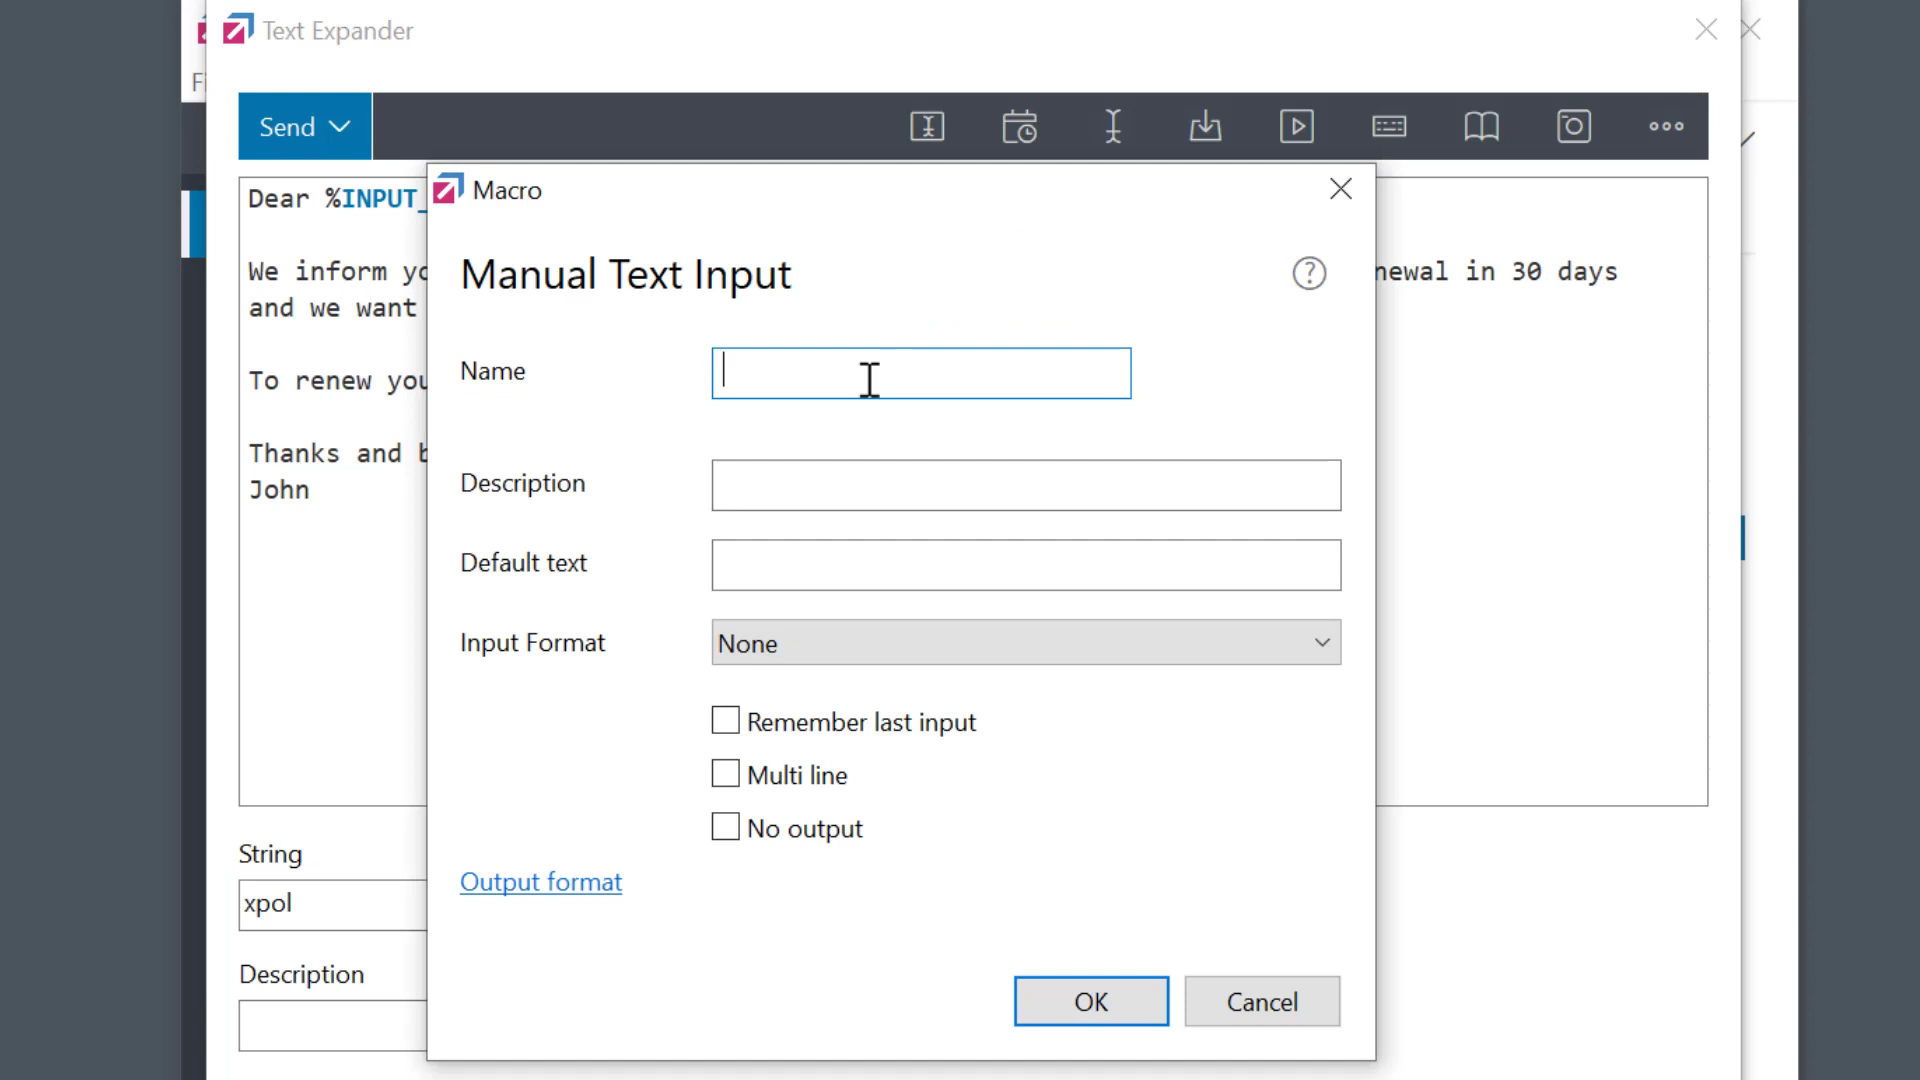 Text Expander
Send
Macro
Dear %INPUT_
Manual Text Input
We inform
newal in 30 days
and we want
Name
To renew
Description
Thanks and
John
Default text
Input Format
None
Remember last input
Multi line
No output
String
Output format
xpol
Description
OK
Cancel